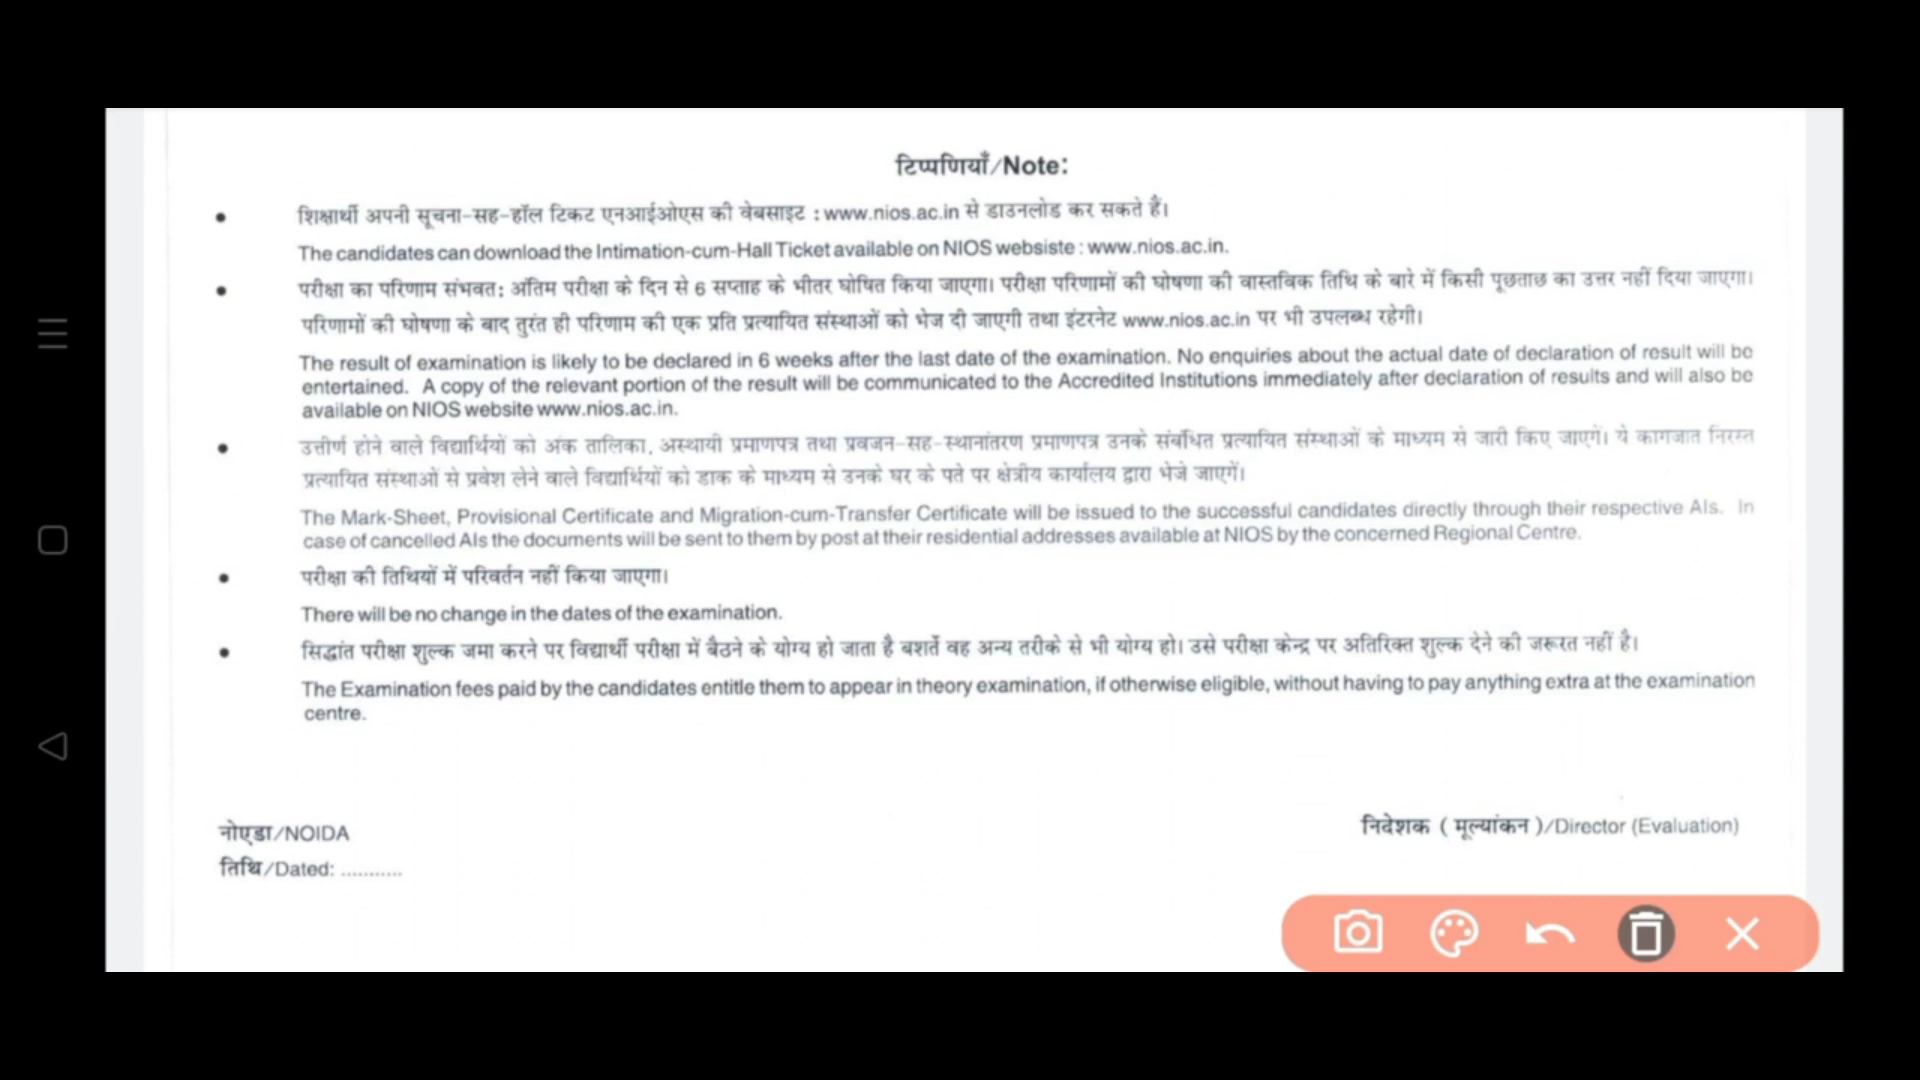 टिप्पणियाँ/Note:
• शिक्षार्थी अपनी सूचना-सह-हॉल टिकट एनआईओएस की वेबसाइट : www.nios.ac.in से डाउनलोड कर सकते हैं।
The candidates can download the Intimation-cum-Hall Ticket available on NIOS websiste : www.nios.ac.in.
• परीक्षा का परिणाम संभवत: अंतिम परीक्षा के दिन से 6 सप्ताह के भीतर घोषित किया जाएगा। परीक्षा परिणामों की घोषणा की वास्तविक तिथि के बारे में किसी पूछताछ का उत्तर नहीं दिया जाएगा।
परिणामों की घोषणा के बाद तुरंत ही परिणाम की एक प्रति प्रत्यायित संस्थाओं को भेज दी जाएगी तथा इंटरनेट www.nios.ac.in पर भी उपलब्ध रहेगी।
The result of examination is likely to be declared in 6 weeks after the last date of the examination. No enquiries about the actual date of declaration of result will be
entertained. A copy of the relevant portion of the result will be communicated to the Accredited Institutions immediately after declaration of results and will also be
available on NIOS website www.nios.ac.in.
• उत्तीर्ण होने वाले विद्यार्थियों को अंक तालिका, अस्थायी प्रमाणपत्र तथा प्रवजन-सह-स्थानांतरण प्रमाणपत्र उनके संबंधित प्रत्यायित संस्थाओं के माध्यम से जारी किए जाएगें। ये कागजात निरस्त
प्रत्यायित संस्थाओं से प्रवेश लेने वाले विद्यार्थियों को डाक के माध्यम से उनके घर के पते पर क्षेत्रीय कार्यालय द्वारा भेजे जाएगें।
The Mark-Sheet, Provisional Certificate and Migration-cum-Transfer Certificate will be issued to the successful candidates directly through their respective AIs. In
case of cancelled AIs the documents will be sent to them by post at their residential addresses available at NIOS by the concerned Regional Centre.
• परीक्षा की तिथियों में परिवर्तन नहीं किया जाएगा।
There will be no change in the dates of the examination.
• सिद्धांत परीक्षा शुल्क जमा करने पर विद्यार्थी परीक्षा में बैठने के योग्य हो जाता है बशर्ते वह अन्य तरीके से भी योग्य हो। उसे परीक्षा केन्द्र पर अतिरिक्त शुल्क देने की जरूरत नहीं है।
The Examination fees paid by the candidates entitle them to appear in theory examination, if otherwise eligible, without having to pay anything extra at the examination
centre.
निदेशक ( मूल्यांकन )/Director (Evaluation)
नोएडा/NOIDA
तिथि/Dated: ...........